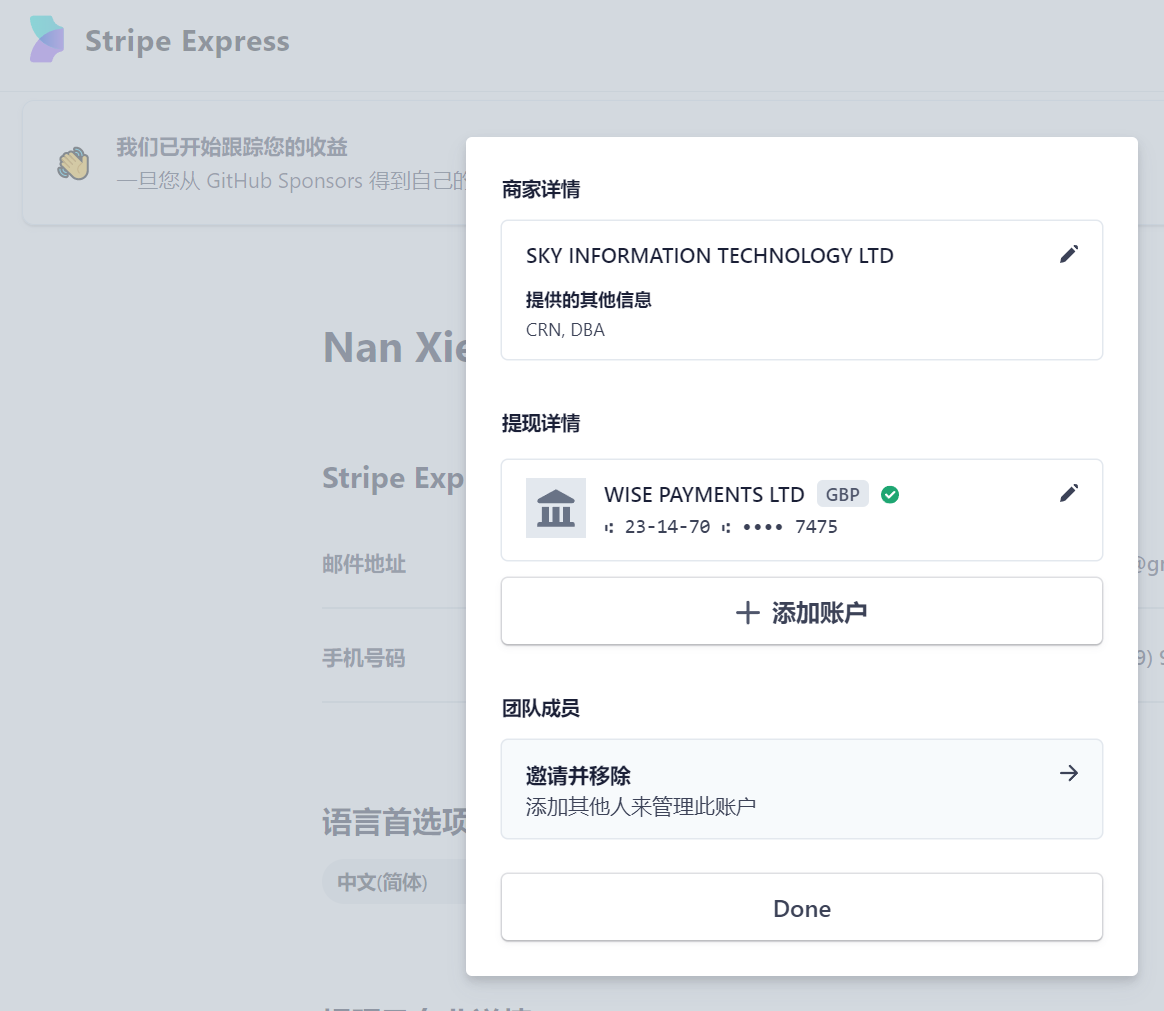 Stripe Express
我们已开始跟踪您的收益
一旦您从 GitHub Sponsors 得到自己的
Nan Xie
Stripe Exp
邮件地址
手机号码
语言首选项
中文(简体)
商家详情
SKY INFORMATION TECHNOLOGY LTD
提供的其他信息
CRN, DBA
提现详情
WISE PAYMENTS LTD GBP
⑆ 23-14-70 ⑆ •••• 7475
添加账户
团队成员
邀请并移除
添加其他人来管理此账户
Done